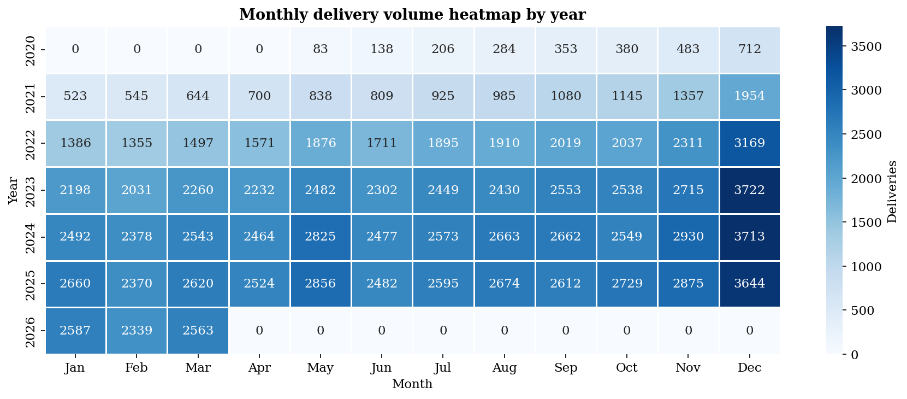 Monthly delivery volume heatmap by year
2020 0 0 0 0 83 138 206 284 353 380 483 712
2021 523 545 644 700 838 809 925 985 1080 1145 1357 1954
2022 1386 1355 1497 1571 1876 1711 1895 1910 2019 2037 2311 3169
2023 2198 2031 2260 2232 2482 2302 2449 2430 2553 2538 2715 3722
2024 2492 2378 2543 2464 2825 2477 2573 2663 2662 2549 2930 3713
2025 2660 2370 2620 2524 2856 2482 2595 2674 2612 2729 2875 3644
2026 2587 2339 2563 0 0 0 0 0 0 0 0 0
Jan Feb Mar Apr May Jun Jul Aug Sep Oct Nov Dec
Month
Year
3500
3000
2500
2000
1500
1000
500
0
Deliveries